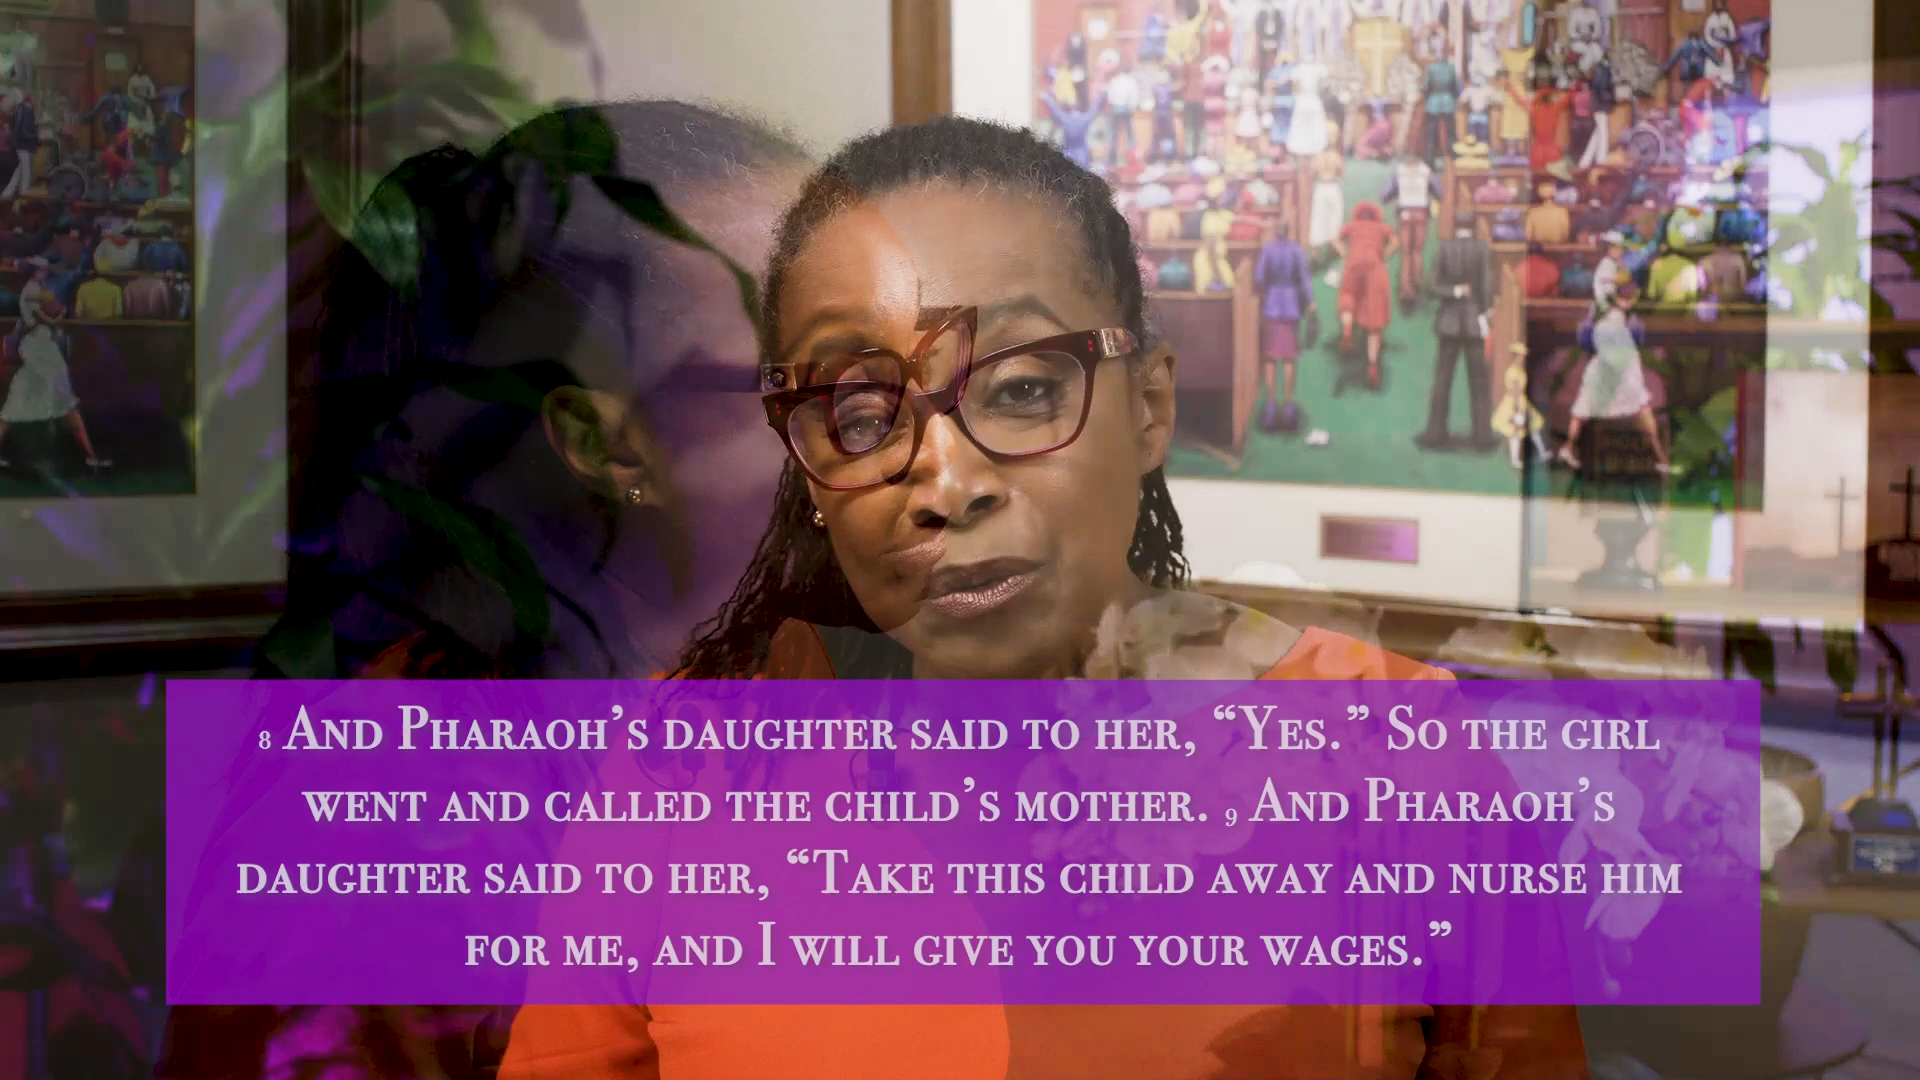 8 And Pharaoh’s daughter said to her, “Yes.” So the girl
went and called the child’s mother. 9 And Pharaoh’s
daughter said to her, “Take this child away and nurse him
for me, and I will give you your wages.”